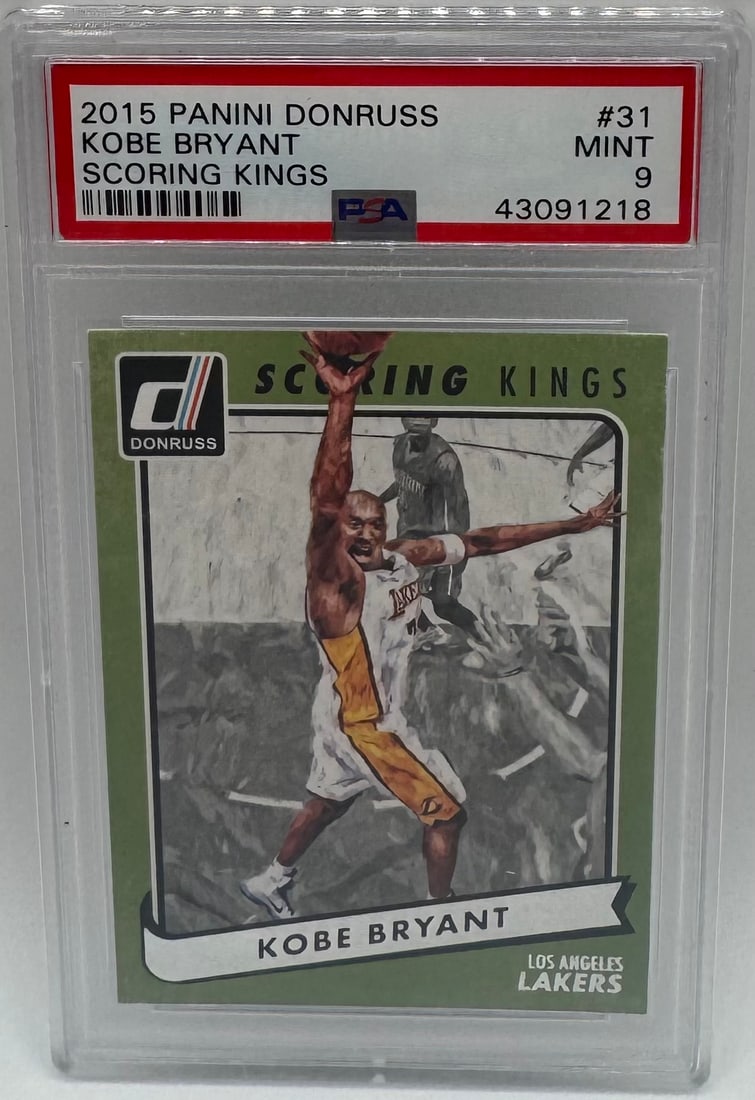 2015 PANINI DONRUSS #31
KOBE BRYANT MINT
SCORING KINGS 9
PSA 43091218
DONRUSS
SCORING KINGS
KOBE BRYANT
LOS ANGELES
LAKERS